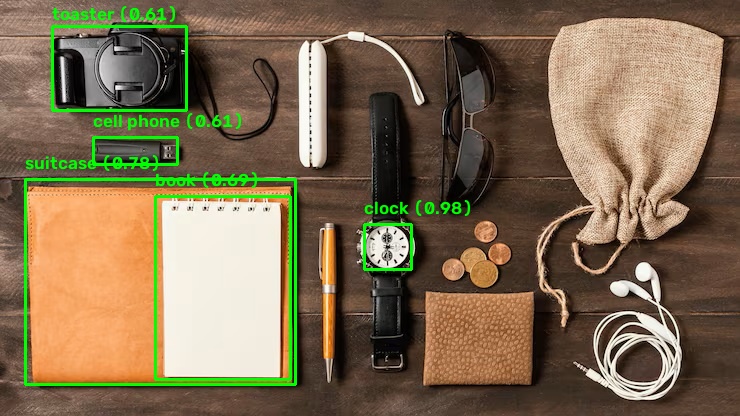 toaster (0.61)
cell phone (0.61)
suitcase (0.78)
book (0.69)
clock (0.98)